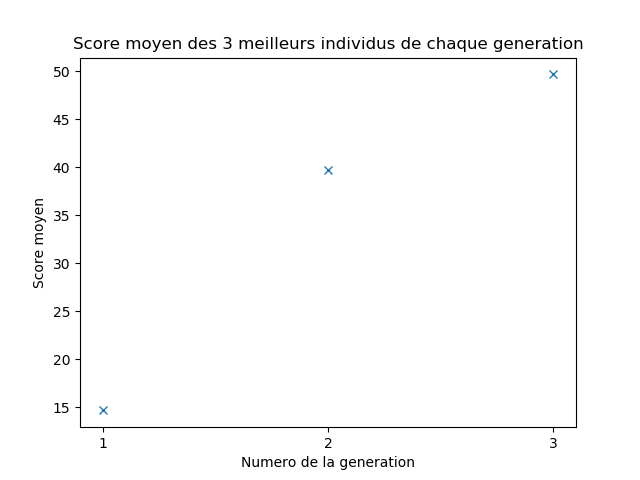 Score moyen des 3 meilleurs individus de chaque generation
50
45
40
35
30
25
20
15
Score moyen
1 2 3
Numero de la generation